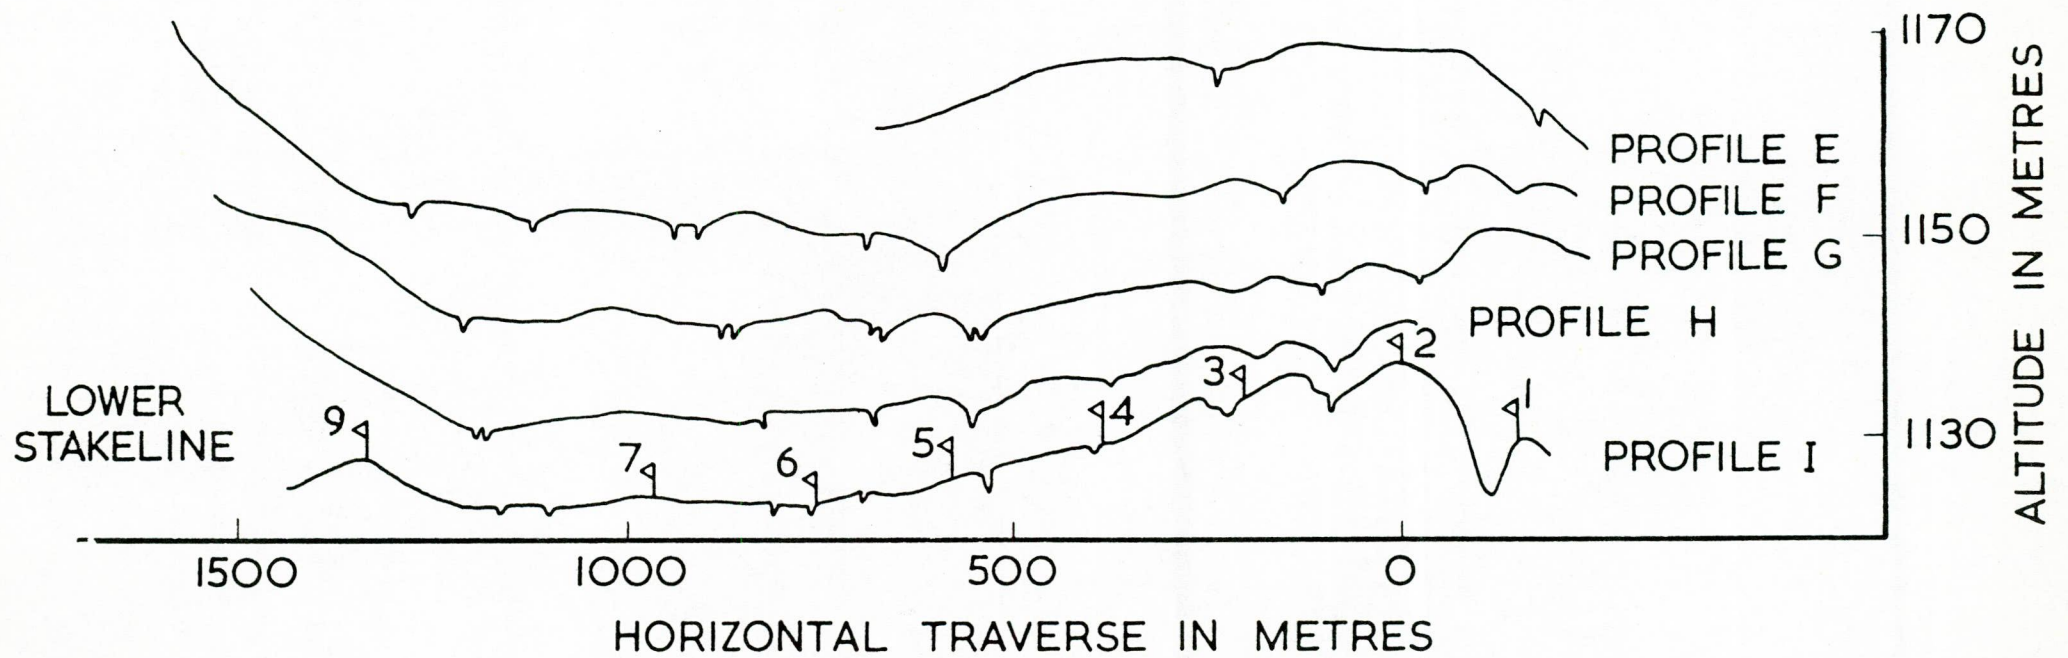 1170
PROFILE E
PROFILE F
1150
PROFILE G
PROFILE H
2
3
1
LOWER
STAKELINE
9
4
5
7
6
1130
PROFILE I
ALTITUDE IN METRES
1500 1000 500 0
HORIZONTAL TRAVERSE IN METRES